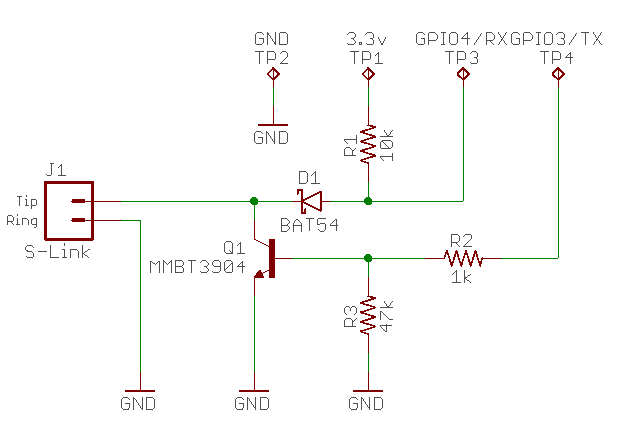 GND
TP2
3.3v
TP1
GPIO4/RX
TP3
GPIO3/TX
TP4
GND
R1
10k
J1
Tip
Ring
S-Link
D1
BAT54
Q1
MMBT3904
R2
1k
R3
47k
GND
GND
GND